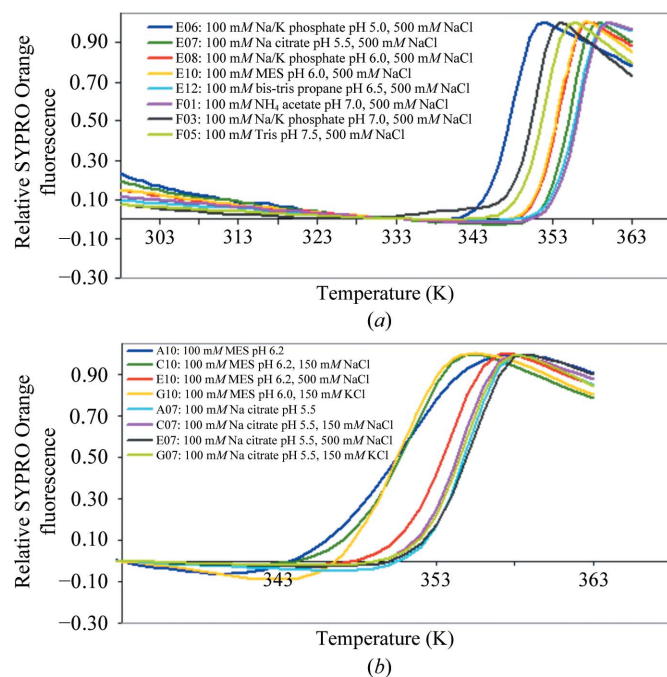 Relative SYPRO Orange
fluorescence
1.00
0.90
0.70
0.50
0.30
0.10
−0.10
−0.30
E06: 100 mM Na/K phosphate pH 5.0, 500 mM NaCl
E07: 100 mM Na citrate pH 5.5, 500 mM NaCl
E08: 100 mM Na/K phosphate pH 6.0, 500 mM NaCl
E10: 100 mM MES pH 6.0, 500 mM NaCl
E12: 100 mM bis-tris propane pH 6.5, 500 mM NaCl
F01: 100 mM NH₄ acetate pH 7.0, 500 mM NaCl
F03: 100 mM Na/K phosphate pH 7.0, 500 mM NaCl
F05: 100 mM Tris pH 7.5, 500 mM NaCl
303 313 323 333 343 353 363
Temperature (K)
(a)
Relative SYPRO Orange
fluorescence
0.90
0.70
0.50
0.30
0.10
−0.10
−0.30
A10: 100 mM MES pH 6.2
C10: 100 mM MES pH 6.2, 150 mM NaCl
E10: 100 mM MES pH 6.2, 500 mM NaCl
G10: 100 mM MES pH 6.0, 150 mM KCl
A07: 100 mM Na citrate pH 5.5
C07: 100 mM Na citrate pH 5.5, 150 mM NaCl
E07: 100 mM Na citrate pH 5.5, 500 mM NaCl
G07: 100 mM Na citrate pH 5.5, 150 mM KCl
343 353 363
Temperature (K)
(b)